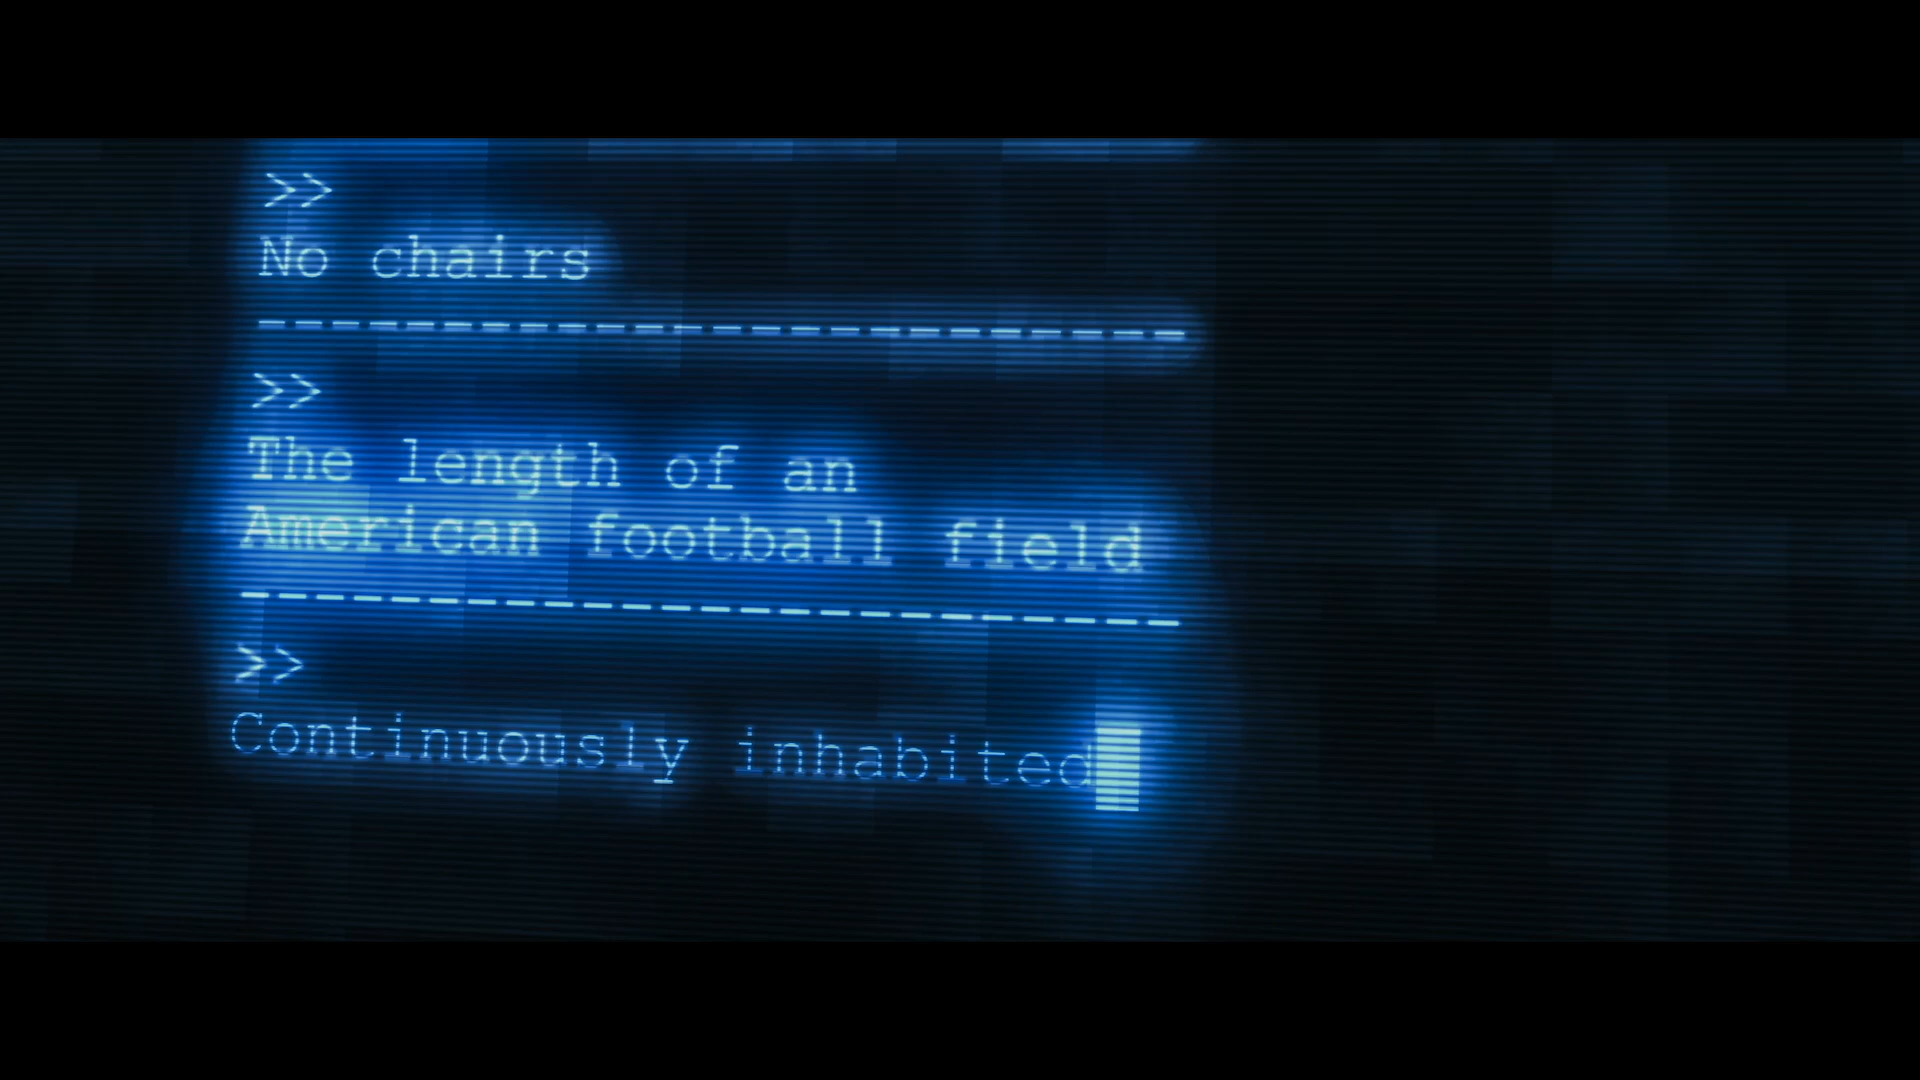 >>
No chairs
------------------------
>>
The length of an
American football field
------------------------
>>
Continuously inhabited